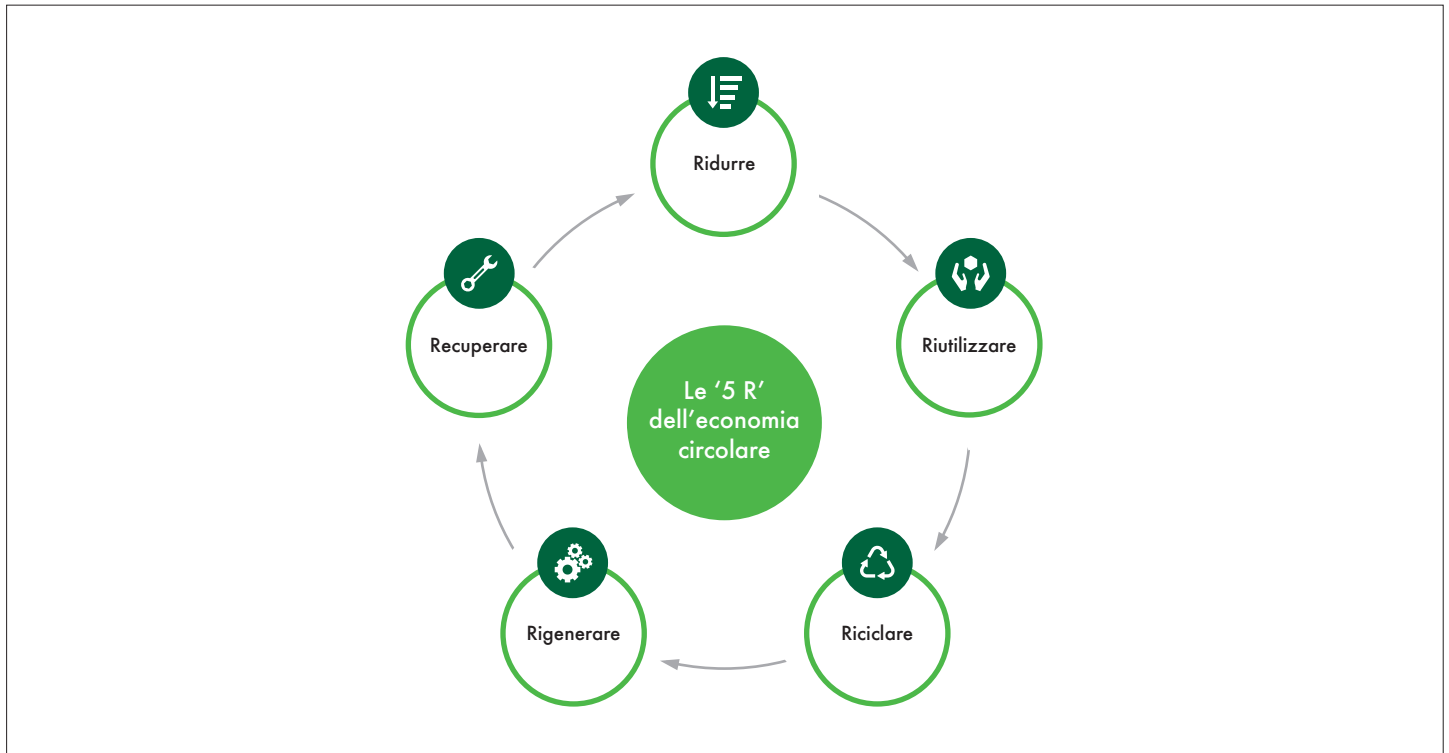 Ridurre
Riutilizzare
Riciclare
Rigenerare
Recuperare
Le ‘5 R’
dell’economia
circolare